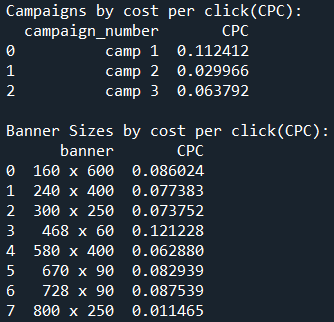 Campaigns by cost per click(CPC):
campaign_number CPC
0 camp 1 0.112412
1 camp 2 0.029966
2 camp 3 0.063792
Banner Sizes by cost per click(CPC):
banner CPC
0 160 x 600 0.086024
1 240 x 400 0.077383
2 300 x 250 0.073752
3 468 x 60 0.121228
4 580 x 400 0.062880
5 670 x 90 0.082939
6 728 x 90 0.087539
7 800 x 250 0.011465